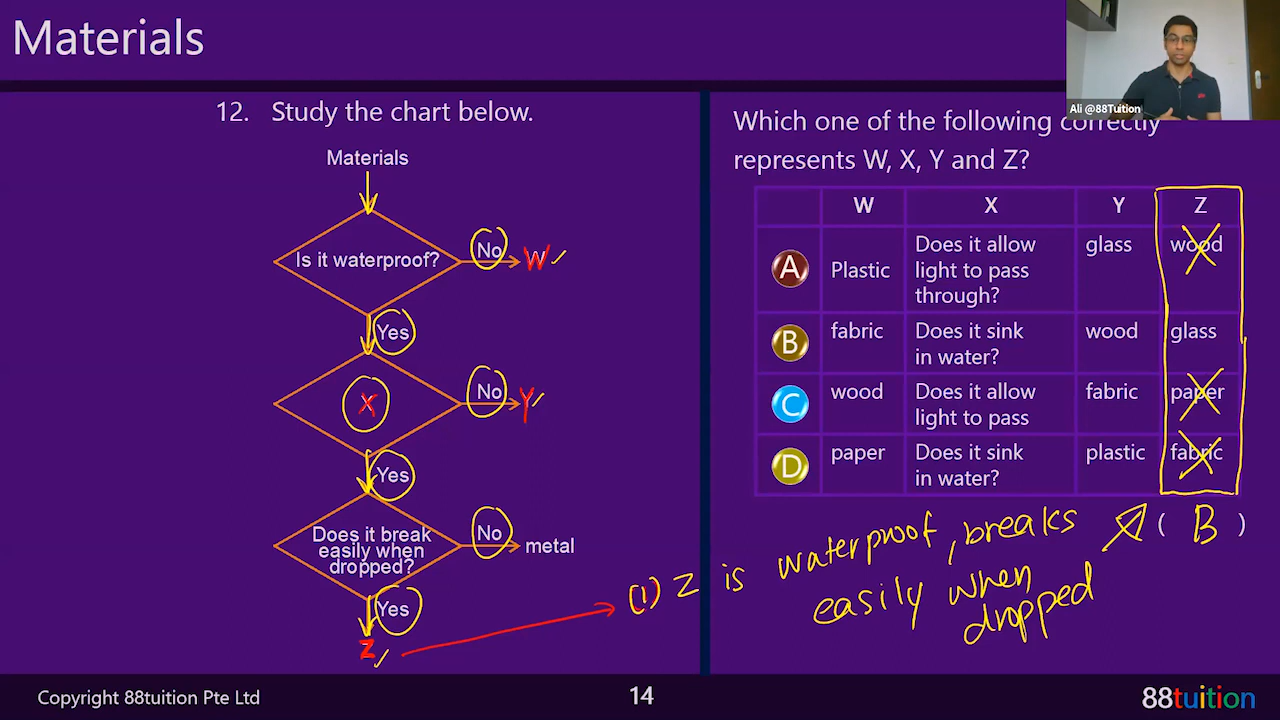 Materials
Ali @88Tuition
12. Study the chart below.
Materials
Is it waterproof?
No
W
Yes
X
No
Y
Yes
Does it break
easily when
dropped?
No
metal
Yes
Z
Which one of the following correctly
represents W, X, Y and Z?
W X Y Z
A
Plastic
Does it allow
light to pass
through?
glass
wood
B
fabric
Does it sink
in water?
wood
glass
C
wood
Does it allow
light to pass
fabric
paper
D
paper
Does it sink
in water?
plastic
fabric
(1) Z is waterproof, breaks
easily when
dropped
( B )
Copyright 88tuition Pte Ltd
14
88tuition